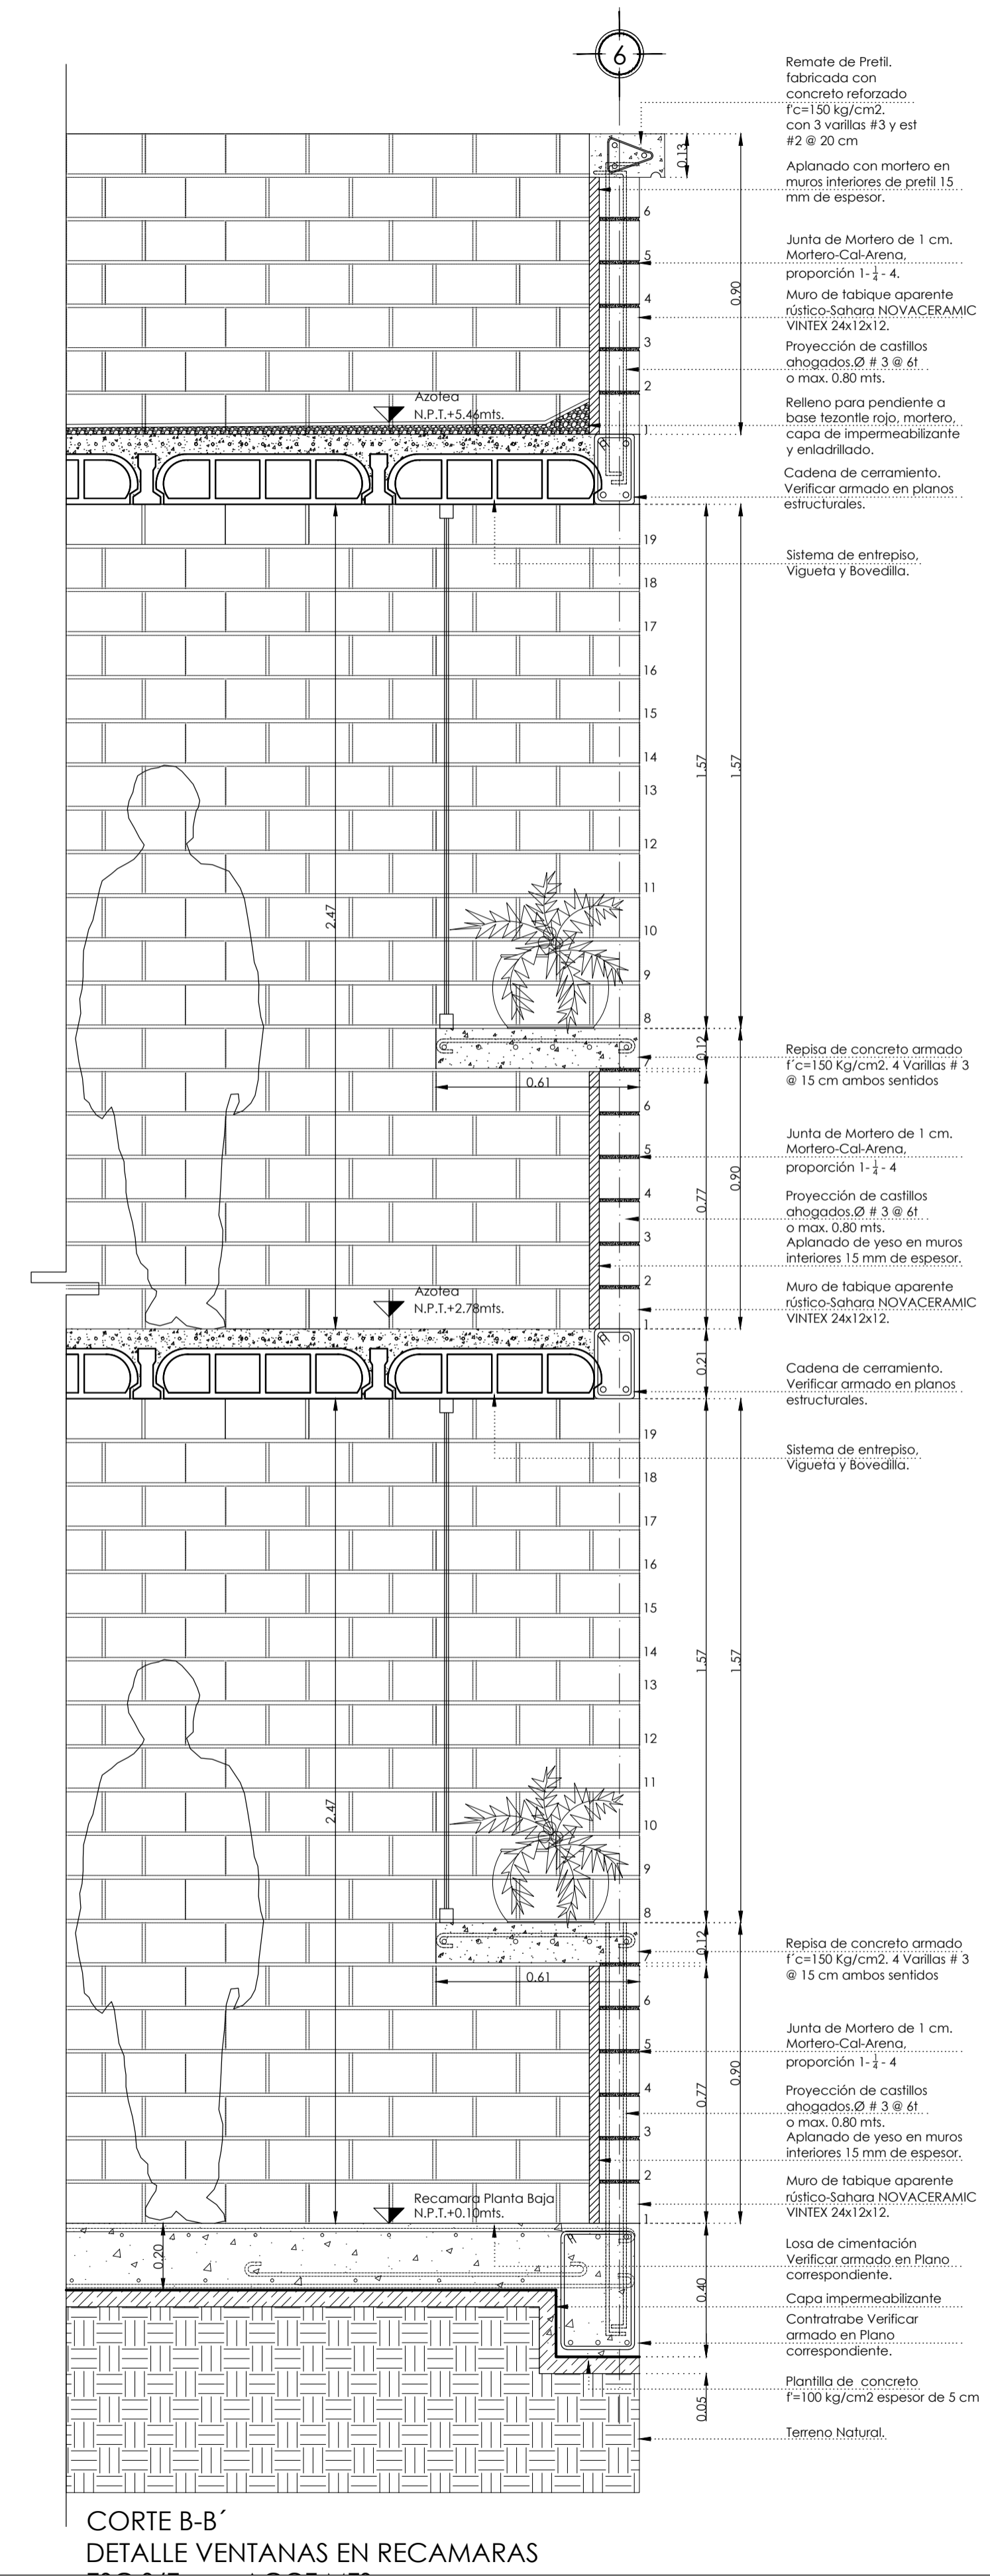 6
Remate de Pretil.
fabricada con
concreto reforzado
f'c=150 kg/cm2.
con 3 varillas #3 y est
#2 @ 20 cm
0.13
Aplanado con mortero en
muros interiores de pretil 15
mm de espesor.
6
Junta de Mortero de 1 cm.
Mortero-Cal-Arena,
proporción 1-¼ - 4.
5
0.90
Muro de tabique aparente
rústico-Sahara NOVACERAMIC
VINTEX 24x12x12.
4
3
Proyección de castillos
ahogados.Ø # 3 @ 6t
o max. 0.80 mts.
2
Azotea
N.P.T.+5.46mts.
1
Relleno para pendiente a
base tezontle rojo, mortero,
capa de impermeabilizante
y enladrillado.
Cadena de cerramiento.
Verificar armado en planos
estructurales.
19
Sistema de entrepiso,
Vigueta y Bovedilla.
18
17
16
15
14
1.57
1.57
13
12
11
2.47
10
9
8
0.12
7
Repisa de concreto armado
f´c=150 Kg/cm2. 4 Varillas # 3
@ 15 cm ambos sentidos
0.61
6
Junta de Mortero de 1 cm.
Mortero-Cal-Arena,
proporción 1-¼ - 4
5
0.90
4
0.77
Proyección de castillos
ahogados.Ø # 3 @ 6t
o max. 0.80 mts.
3
Aplanado de yeso en muros
interiores 15 mm de espesor.
2
Azotea
N.P.T.+2.78mts.
1
Muro de tabique aparente
rústico-Sahara NOVACERAMIC
VINTEX 24x12x12.
0.21
Cadena de cerramiento.
Verificar armado en planos
estructurales.
19
Sistema de entrepiso,
Vigueta y Bovedilla.
18
17
16
15
14
1.57
1.57
13
12
11
2.47
10
9
8
0.12
7
Repisa de concreto armado
f´c=150 Kg/cm2. 4 Varillas # 3
@ 15 cm ambos sentidos
0.61
6
Junta de Mortero de 1 cm.
Mortero-Cal-Arena,
proporción 1-¼ - 4
5
0.90
4
0.77
Proyección de castillos
ahogados.Ø # 3 @ 6t
o max. 0.80 mts.
3
Aplanado de yeso en muros
interiores 15 mm de espesor.
2
Recamara Planta Baja
N.P.T.+0.10mts.
1
Muro de tabique aparente
rústico-Sahara NOVACERAMIC
VINTEX 24x12x12.
0.20
Losa de cimentación
Verificar armado en Plano
correspondiente.
0.40
Capa impermeabilizante
Contratrabe Verificar
armado en Plano
correspondiente.
Plantilla de concreto
f'=100 kg/cm2 espesor de 5 cm
0.05
Terreno Natural.
CORTE B-B´
DETALLE VENTANAS EN RECAMARAS